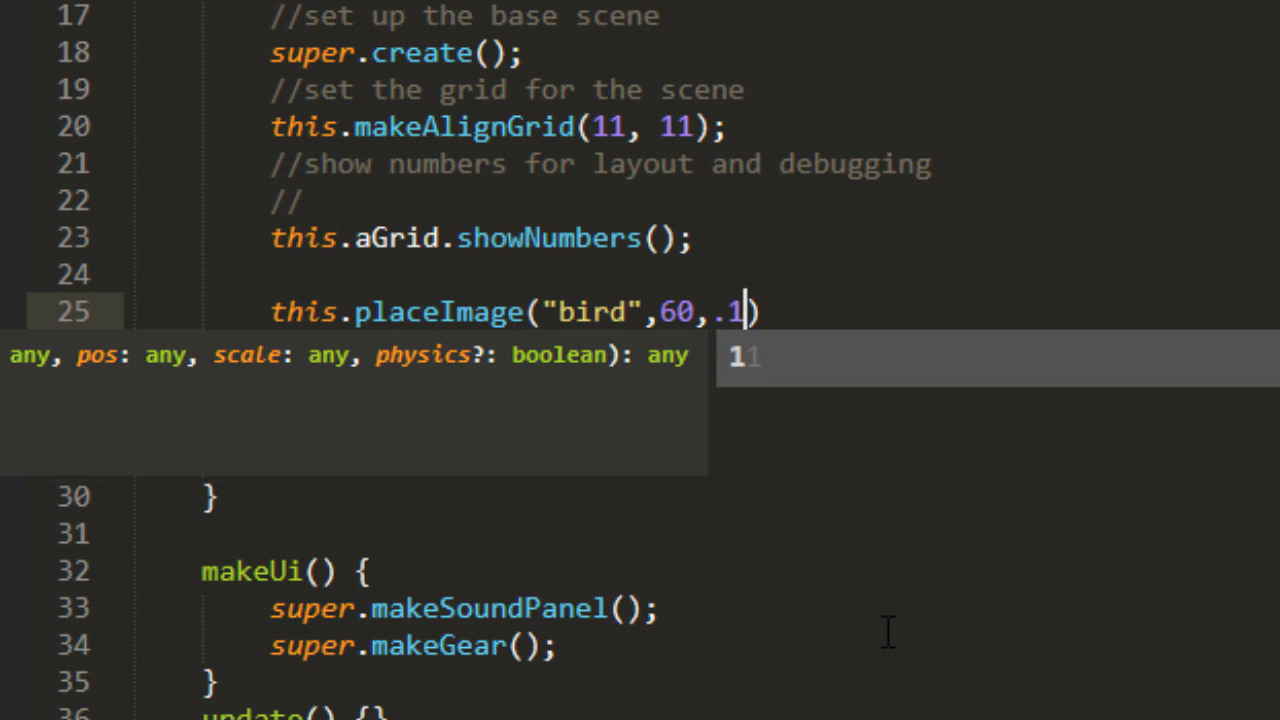 17 //set up the base scene
18 super.create();
19 //set the grid for the scene
20 this.makeAlignGrid(11, 11);
21 //show numbers for layout and debugging
22 //
23 this.aGrid.showNumbers();
24
25 this.placeImage("bird",60,.1)
any, pos: any, scale: any, physics?: boolean): any
11
30 }
31
32 makeUi() {
33 super.makeSoundPanel();
34 super.makeGear();
35 }
36 update() {}